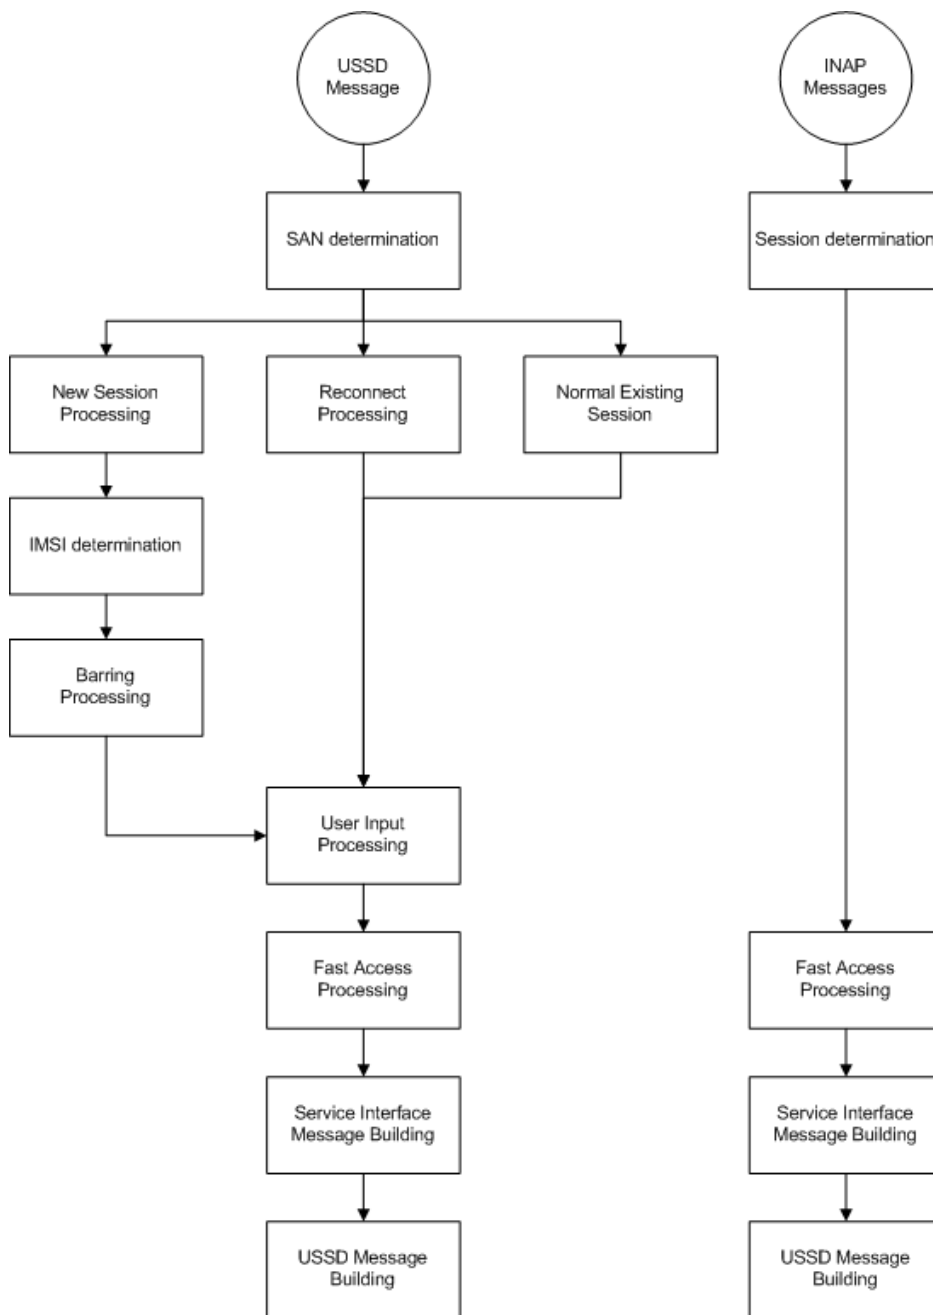 USSD
Message
INAP
Messages
SAN determination
Session determination
New Session
Processing
Reconnect
Processing
Normal Existing
Session
IMSI determination
Barring
Processing
User Input
Processing
Fast Access
Processing
Fast Access
Processing
Service Interface
Message Building
Service Interface
Message Building
USSD Message
Building
USSD Message
Building